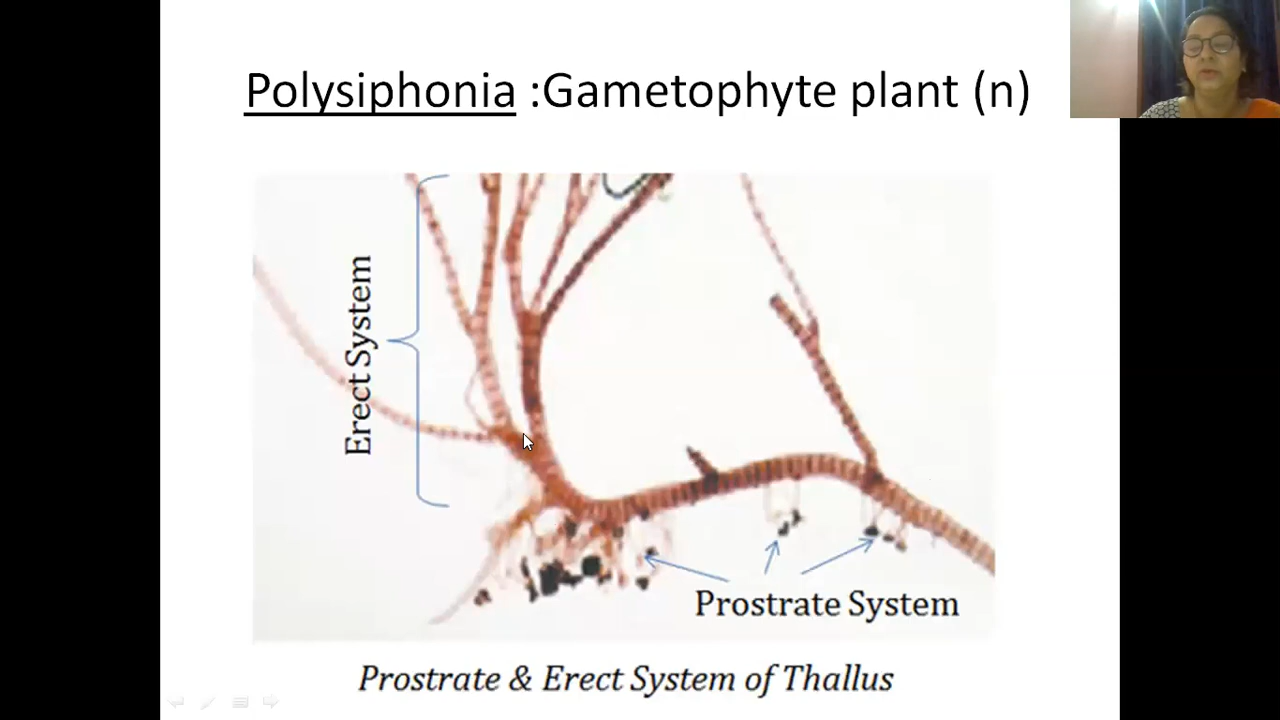 Polysiphonia :Gametophyte plant (n)
Erect System
Prostrate System
Prostrate & Erect System of Thallus